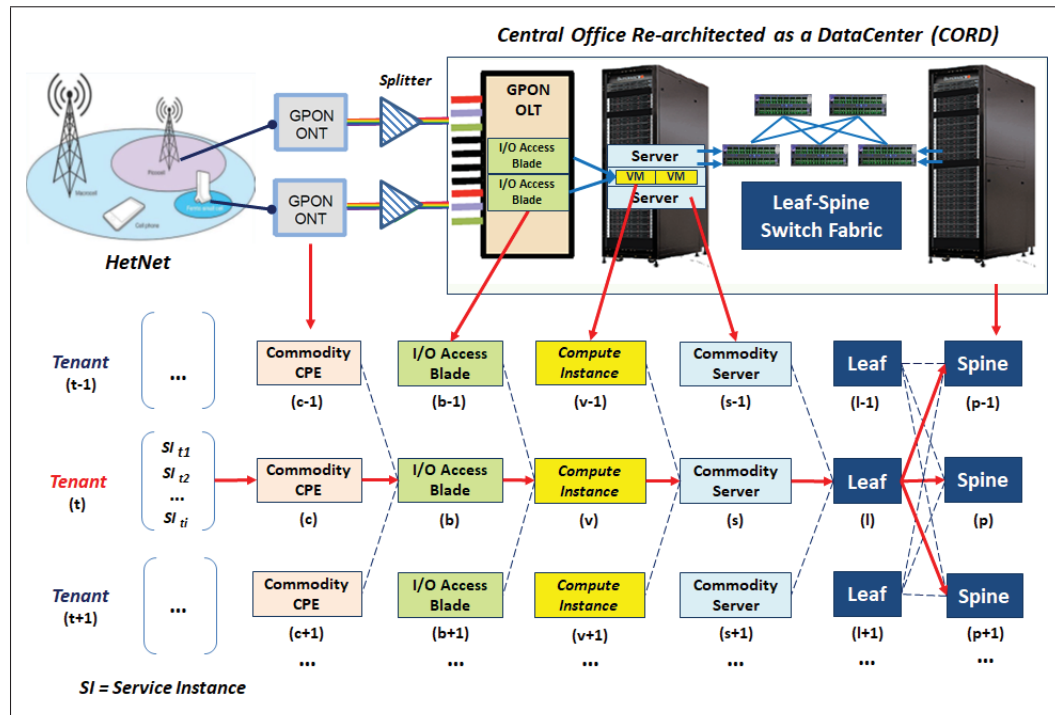 Central Office Re-architected as a DataCenter (CORD)
Splitter
GPON
ONT
GPON
OLT
I/O Access
Blade
I/O Access
Blade
Server
VM VM
Server
Leaf-Spine
Switch Fabric
Macrocell
Picocell
Cell phone
GPON
ONT
HetNet
Tenant
(t-1)
...
Commodity
CPE
(c-1)
I/O Access
Blade
(b-1)
Compute
Instance
(v-1)
Commodity
Server
(s-1)
Leaf
(l-1)
Spine
(p-1)
Tenant
(t)
SI t1
SI t2
...
SI ti
Commodity
CPE
(c)
I/O Access
Blade
(b)
Compute
Instance
(v)
Commodity
Server
(s)
Leaf
(l)
Spine
(p)
Tenant
(t+1)
...
Commodity
CPE
(c+1)
...
I/O Access
Blade
(b+1)
...
Compute
Instance
(v+1)
...
Commodity
Server
(s+1)
...
Leaf
(l+1)
...
Spine
(p+1)
...
SI = Service Instance